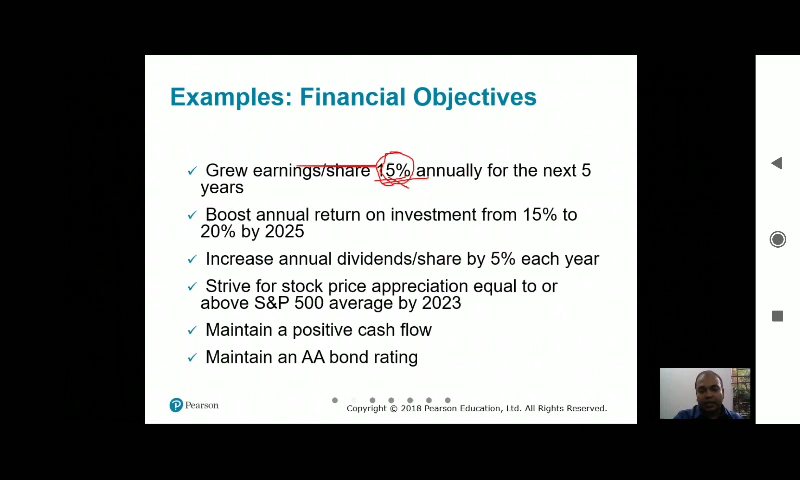 Examples: Financial Objectives
✓ Grew earnings/share 15% annually for the next 5
years
✓ Boost annual return on investment from 15% to
20% by 2025
✓ Increase annual dividends/share by 5% each year
✓ Strive for stock price appreciation equal to or
above S&P 500 average by 2023
✓ Maintain a positive cash flow
✓ Maintain an AA bond rating
Pearson
Copyright © 2018 Pearson Education, Ltd. All Rights Reserved.